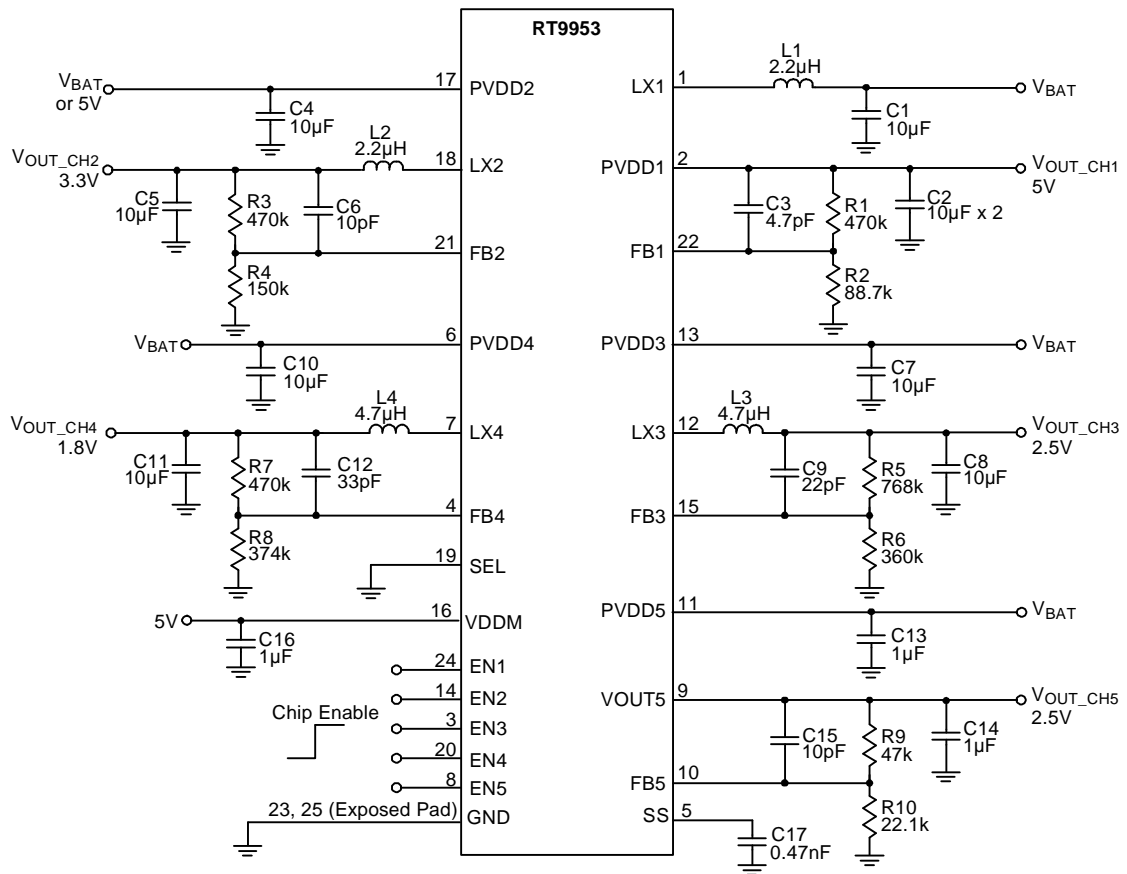 RT9953
VBAT
or 5V
17
PVDD2
C4
10µF
L2
2.2µH
VOUT_CH2
3.3V
18
LX2
C5
10µF
R3
470k
C6
10pF
21
FB2
R4
150k
VBAT
6
PVDD4
C10
10µF
L4
4.7µH
VOUT_CH4
1.8V
7
LX4
C11
10µF
R7
470k
C12
33pF
4
FB4
R8
374k
19
SEL
5V
16
VDDM
C16
1µF
24
EN1
14
EN2
Chip Enable
3
EN3
20
EN4
8
EN5
23, 25 (Exposed Pad)
GND
L1
2.2µH
LX1
1
VBAT
C1
10µF
PVDD1
2
VOUT_CH1
5V
C3
4.7pF
R1
470k
C2
10µF x 2
FB1
22
R2
88.7k
PVDD3
13
VBAT
C7
10µF
L3
4.7µH
LX3
12
VOUT_CH3
2.5V
C9
22pF
R5
768k
C8
10µF
FB3
15
R6
360k
PVDD5
11
VBAT
C13
1µF
VOUT5
9
VOUT_CH5
2.5V
C15
10pF
R9
47k
C14
1µF
FB5
10
R10
22.1k
SS
5
C17
0.47nF